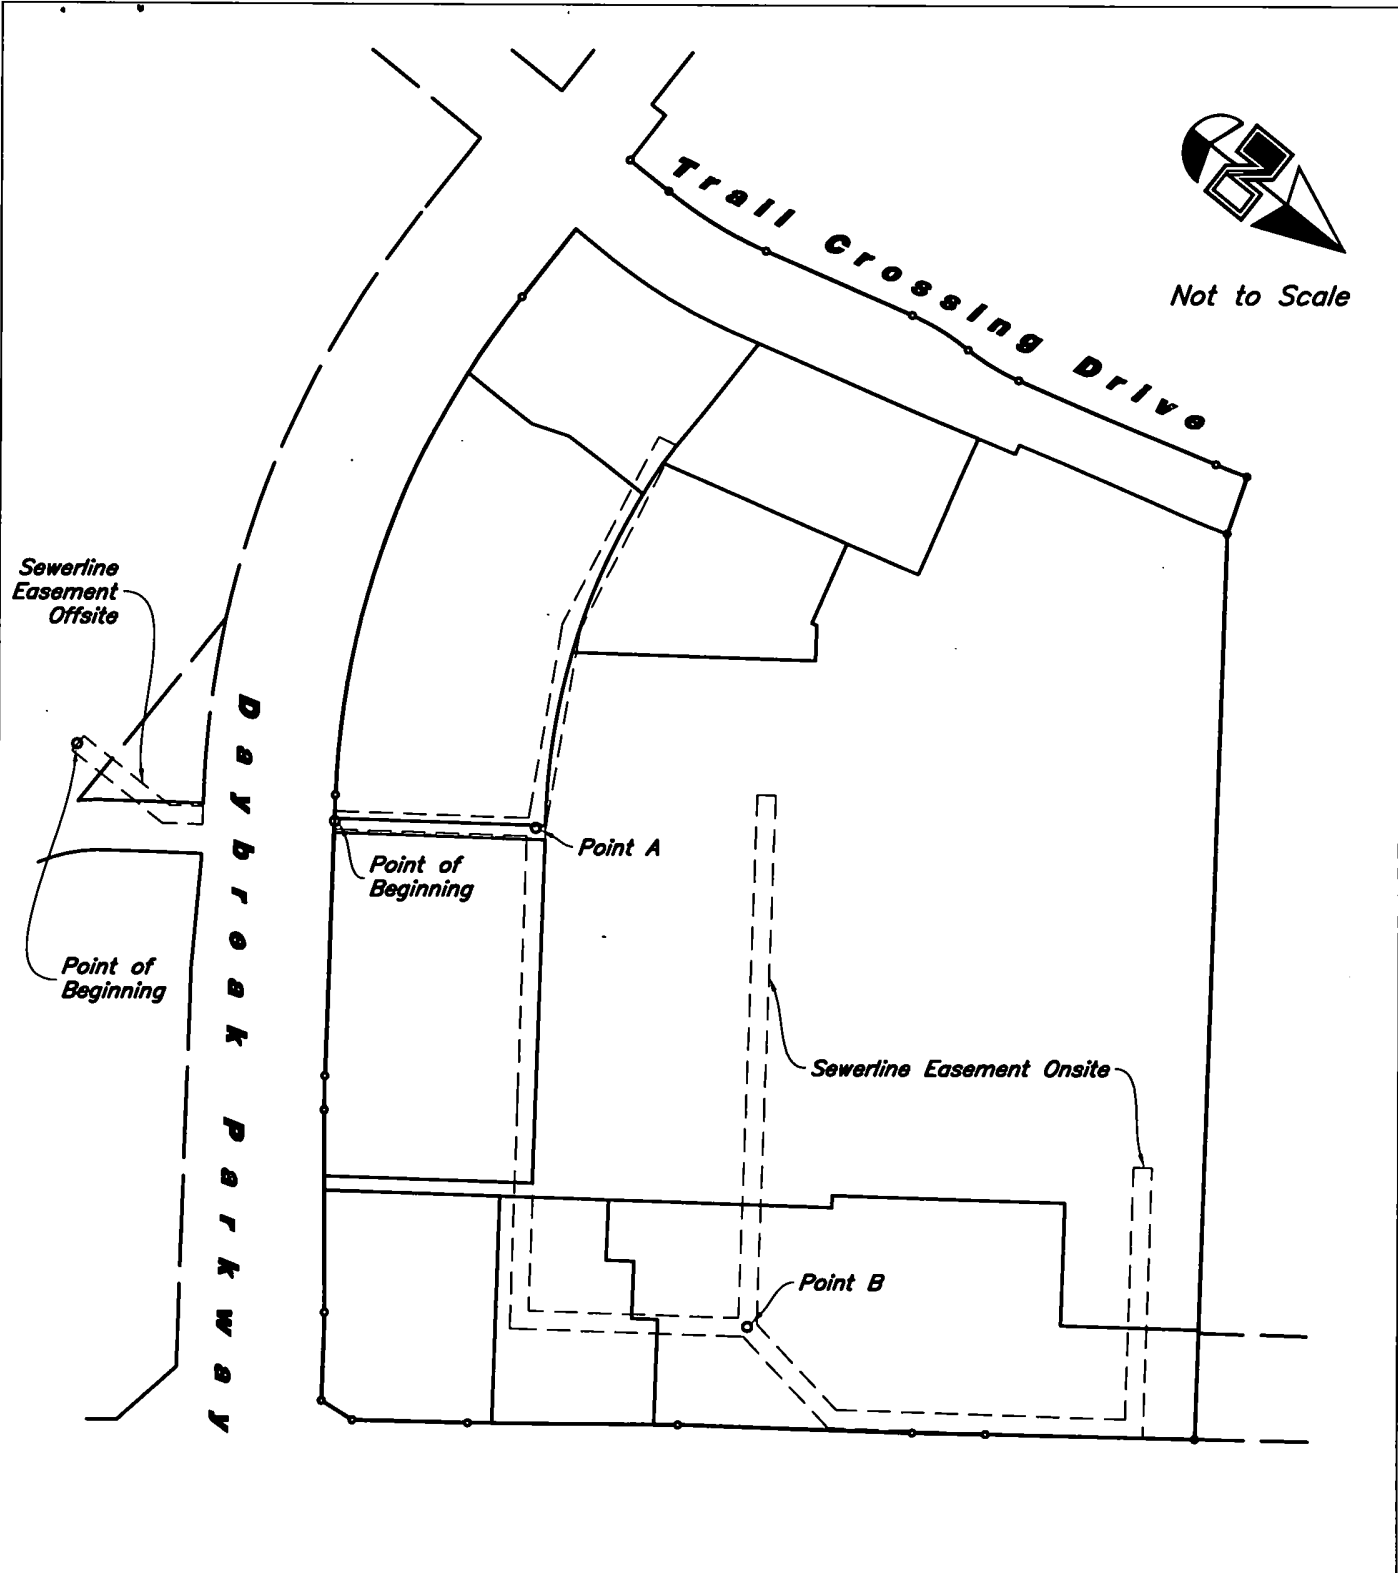 Trail Crossing Drive
Not to Scale
Sewerline
Easement
Offsite
Daybreak Parkway
Point A
Point of
Beginning
Point of
Beginning
Sewerline Easement Onsite
Point B